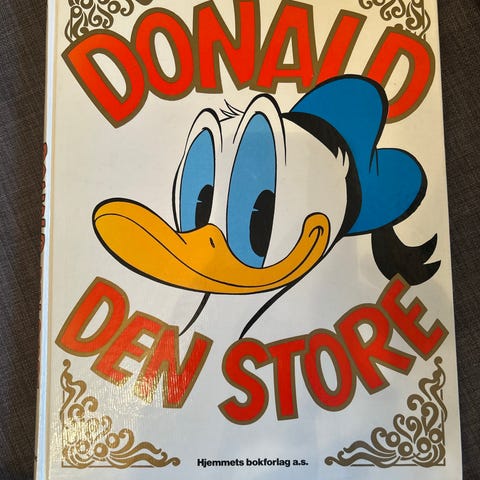 DONALD
DEN STORE
Hjemmets bokforlag a.s.